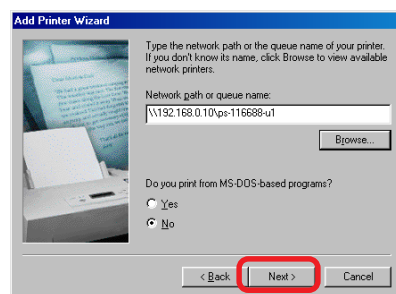 Add Printer Wizard
Type the network path or the queue name of your printer.
If you don't know its name, click Browse to view available
network printers.
Network path or queue name:
\\192.168.0.10\ps-116688-u1
Browse...
Do you print from MS-DOS-based programs?
Yes
No
< Back Next > Cancel